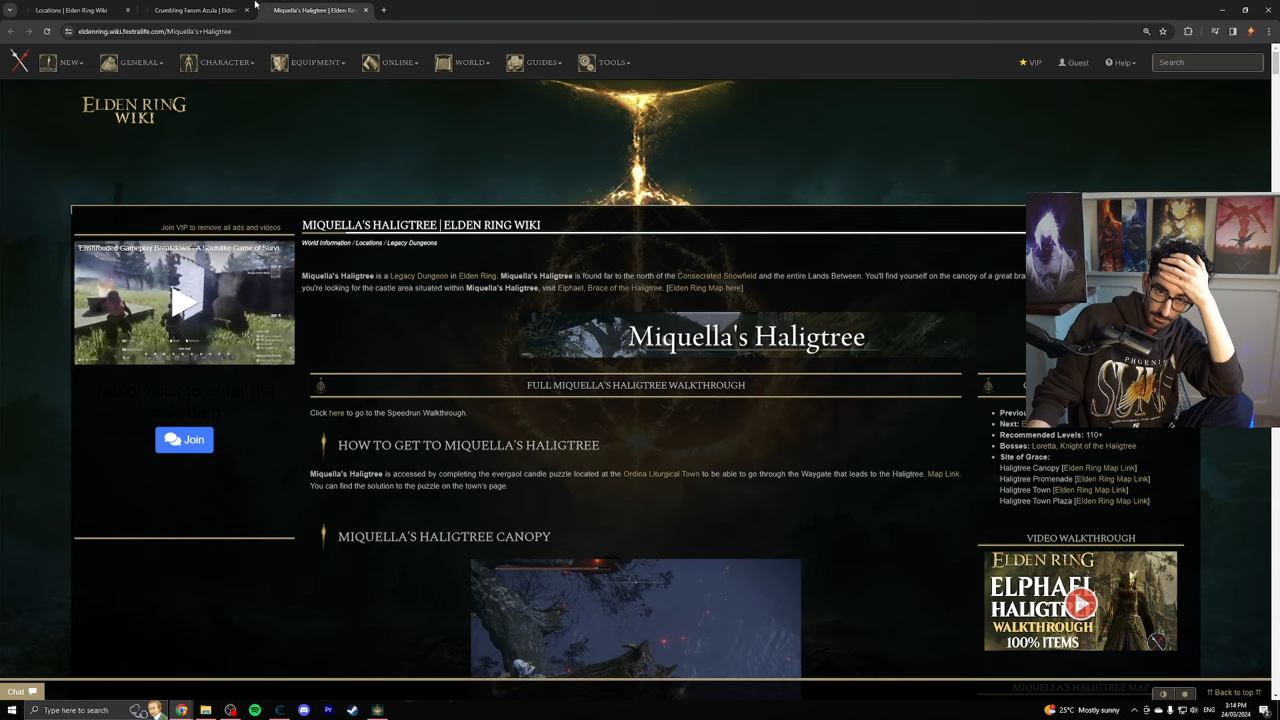 Locations | Elden Ring Wiki
Crumbling Farum Azula | Elden
Miquella's Haligtree | Elden Rin
eldenring.wiki.fextralife.com/Miquella's+Haligtree
NEW
GENERAL
CHARACTER
EQUIPMENT
ONLINE
WORLD
GUIDES
TOOLS
VIP
Guest
Help
Search
ELDEN RING
WIKI
Join VIP to remove all ads and videos
Enshrouded Gameplay Breakdown - A Soulslike Game of Survi
Join
MIQUELLA'S HALIGTREE | ELDEN RING WIKI
World Information / Locations / Legacy Dungeons
Miquella's Haligtree is a Legacy Dungeon in Elden Ring. Miquella's Haligtree is found far to the north of the Consecrated Snowfield and the entire Lands Between. You'll find yourself on the canopy of a great bra
you're looking for the castle area situated within Miquella's Haligtree, visit Elphael, Brace of the Haligtree. [Elden Ring Map here]
Miquella's Haligtree
FULL MIQUELLA'S HALIGTREE WALKTHROUGH
Click here to go to the Speedrun Walkthrough.
HOW TO GET TO MIQUELLA'S HALIGTREE
Miquella's Haligtree is accessed by completing the evergaol candle puzzle located at the Ordina Liturgical Town to be able to go through the Waygate that leads to the Haligtree. Map Link.
You can find the solution to the puzzle on the town's page.
MIQUELLA'S HALIGTREE CANOPY
Previou
Next: E
Recommended Levels: 110+
Bosses: Loretta, Knight of the Haligtree
Site of Grace:
Haligtree Canopy [Elden Ring Map Link]
Haligtree Promenade [Elden Ring Map Link]
Haligtree Town [Elden Ring Map Link]
Haligtree Town Plaza [Elden Ring Map Link]
VIDEO WALKTHROUGH
ELDEN RING
ELPHAEL
HALIGTREE
WALKTHROUGH
100% ITEMS
MIQUELLA'S HALIGTREE MAP
PHOENIX
Chat
Back to top
Type here to search
25°C Mostly sunny
ENG
3:14 PM
24/03/2024